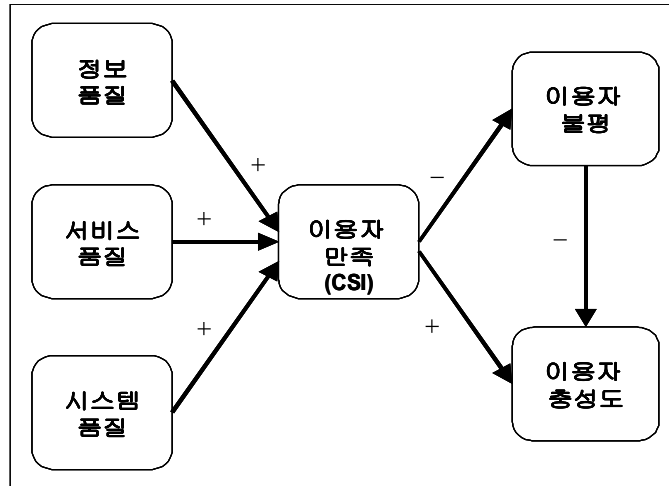 정보
품질
서비스
품질
시스템
품질
+
+
+
이용자
만족
(CSI)
−
+
이용자
불평
−
이용자
충성도